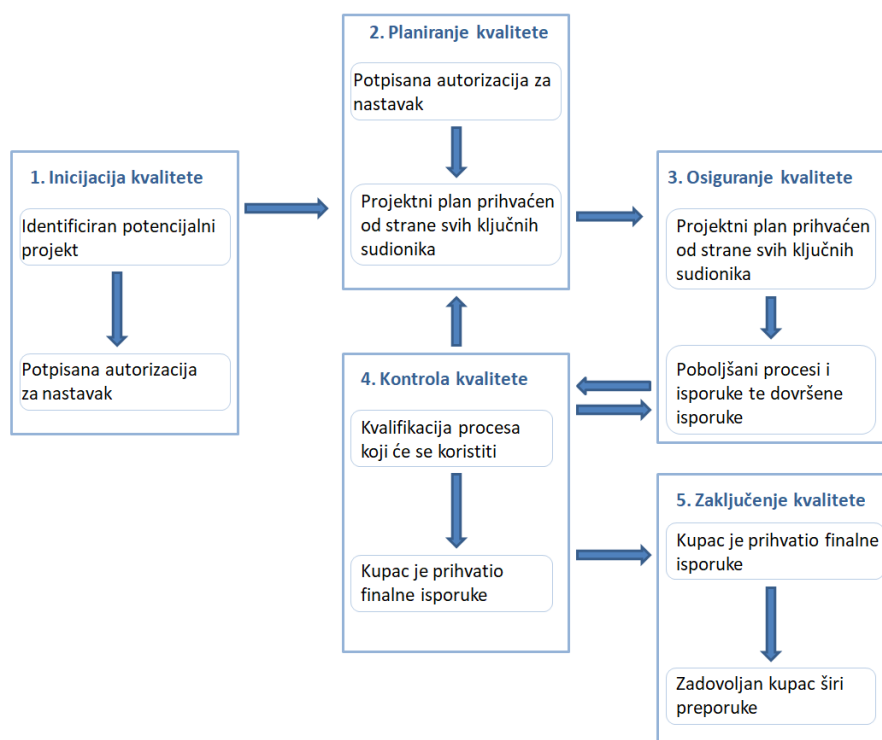 1. Inicijacija kvalitete
Identificiran potencijalni
projekt
Potpisana autorizacija
za nastavak
2. Planiranje kvalitete
Potpisana autorizacija za
nastavak
Projektni plan prihvaćen
od strane svih ključnih
sudionika
3. Osiguranje kvalitete
Projektni plan prihvaćen
od strane svih ključnih
sudionika
Poboljšani procesi i
isporuke te dovršene
isporuke
4. Kontrola kvalitete
Kvalifikacija procesa
koji će se koristiti
Kupac je prihvatio
finalne isporuke
5. Zaključenje kvalitete
Kupac je prihvatio finalne
isporuke
Zadovoljan kupac širi
preporuke